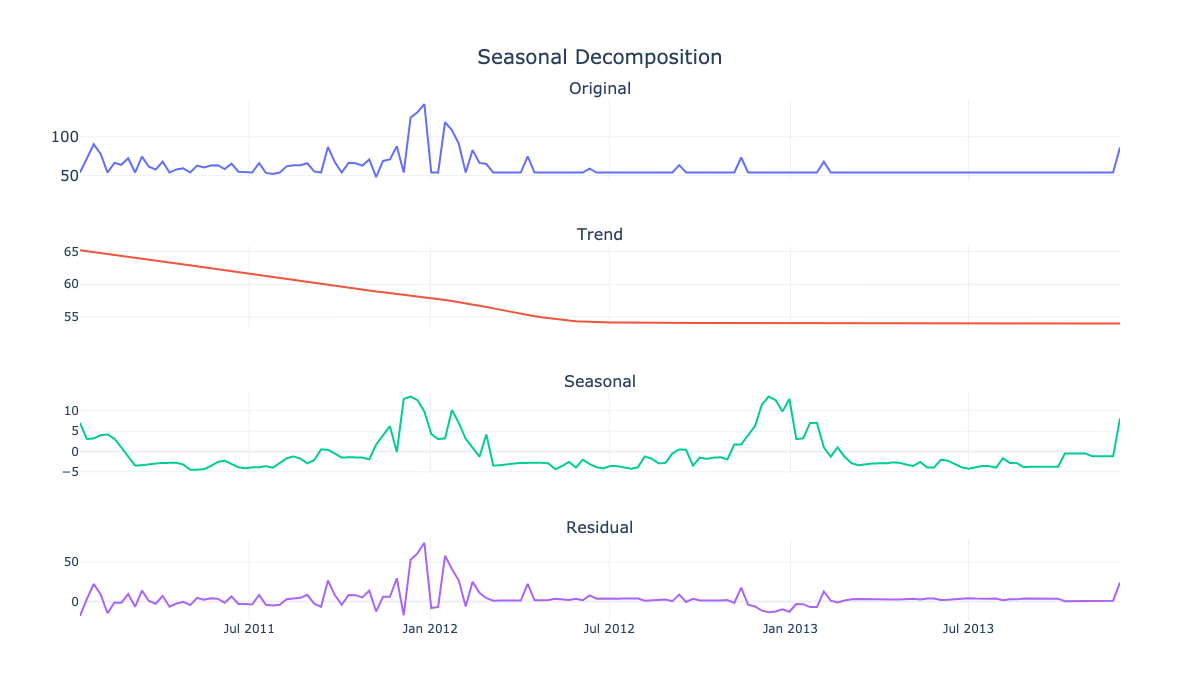 Seasonal Decomposition
Original
100
50
Trend
65
60
55
Seasonal
10
5
0
−5
Residual
50
0
Jul 2011 Jan 2012 Jul 2012 Jan 2013 Jul 2013